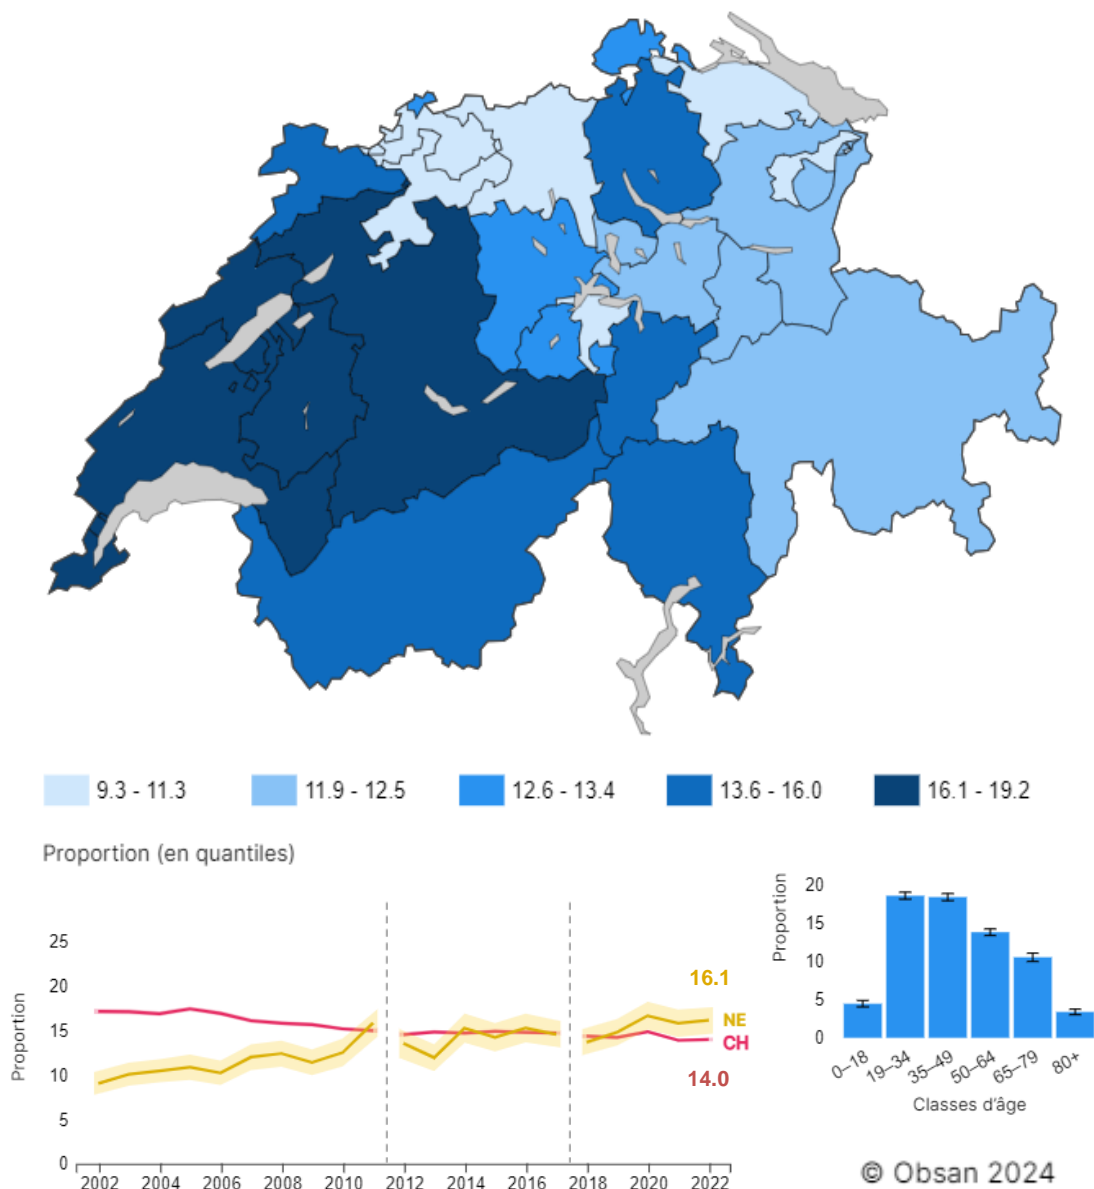 9.3 - 11.3 11.9 - 12.5 12.6 - 13.4 13.6 - 16.0 16.1 - 19.2
Proportion (en quantiles)
Proportion
25
20
15
10
5
0
16.1
NE
CH
14.0
2002 2004 2006 2008 2010 2012 2014 2016 2018 2020 2022
Proportion
20
15
10
5
0
0–18 19–34 35–49 50–64 65–79 80+
Classes d'âge
© Obsan 2024